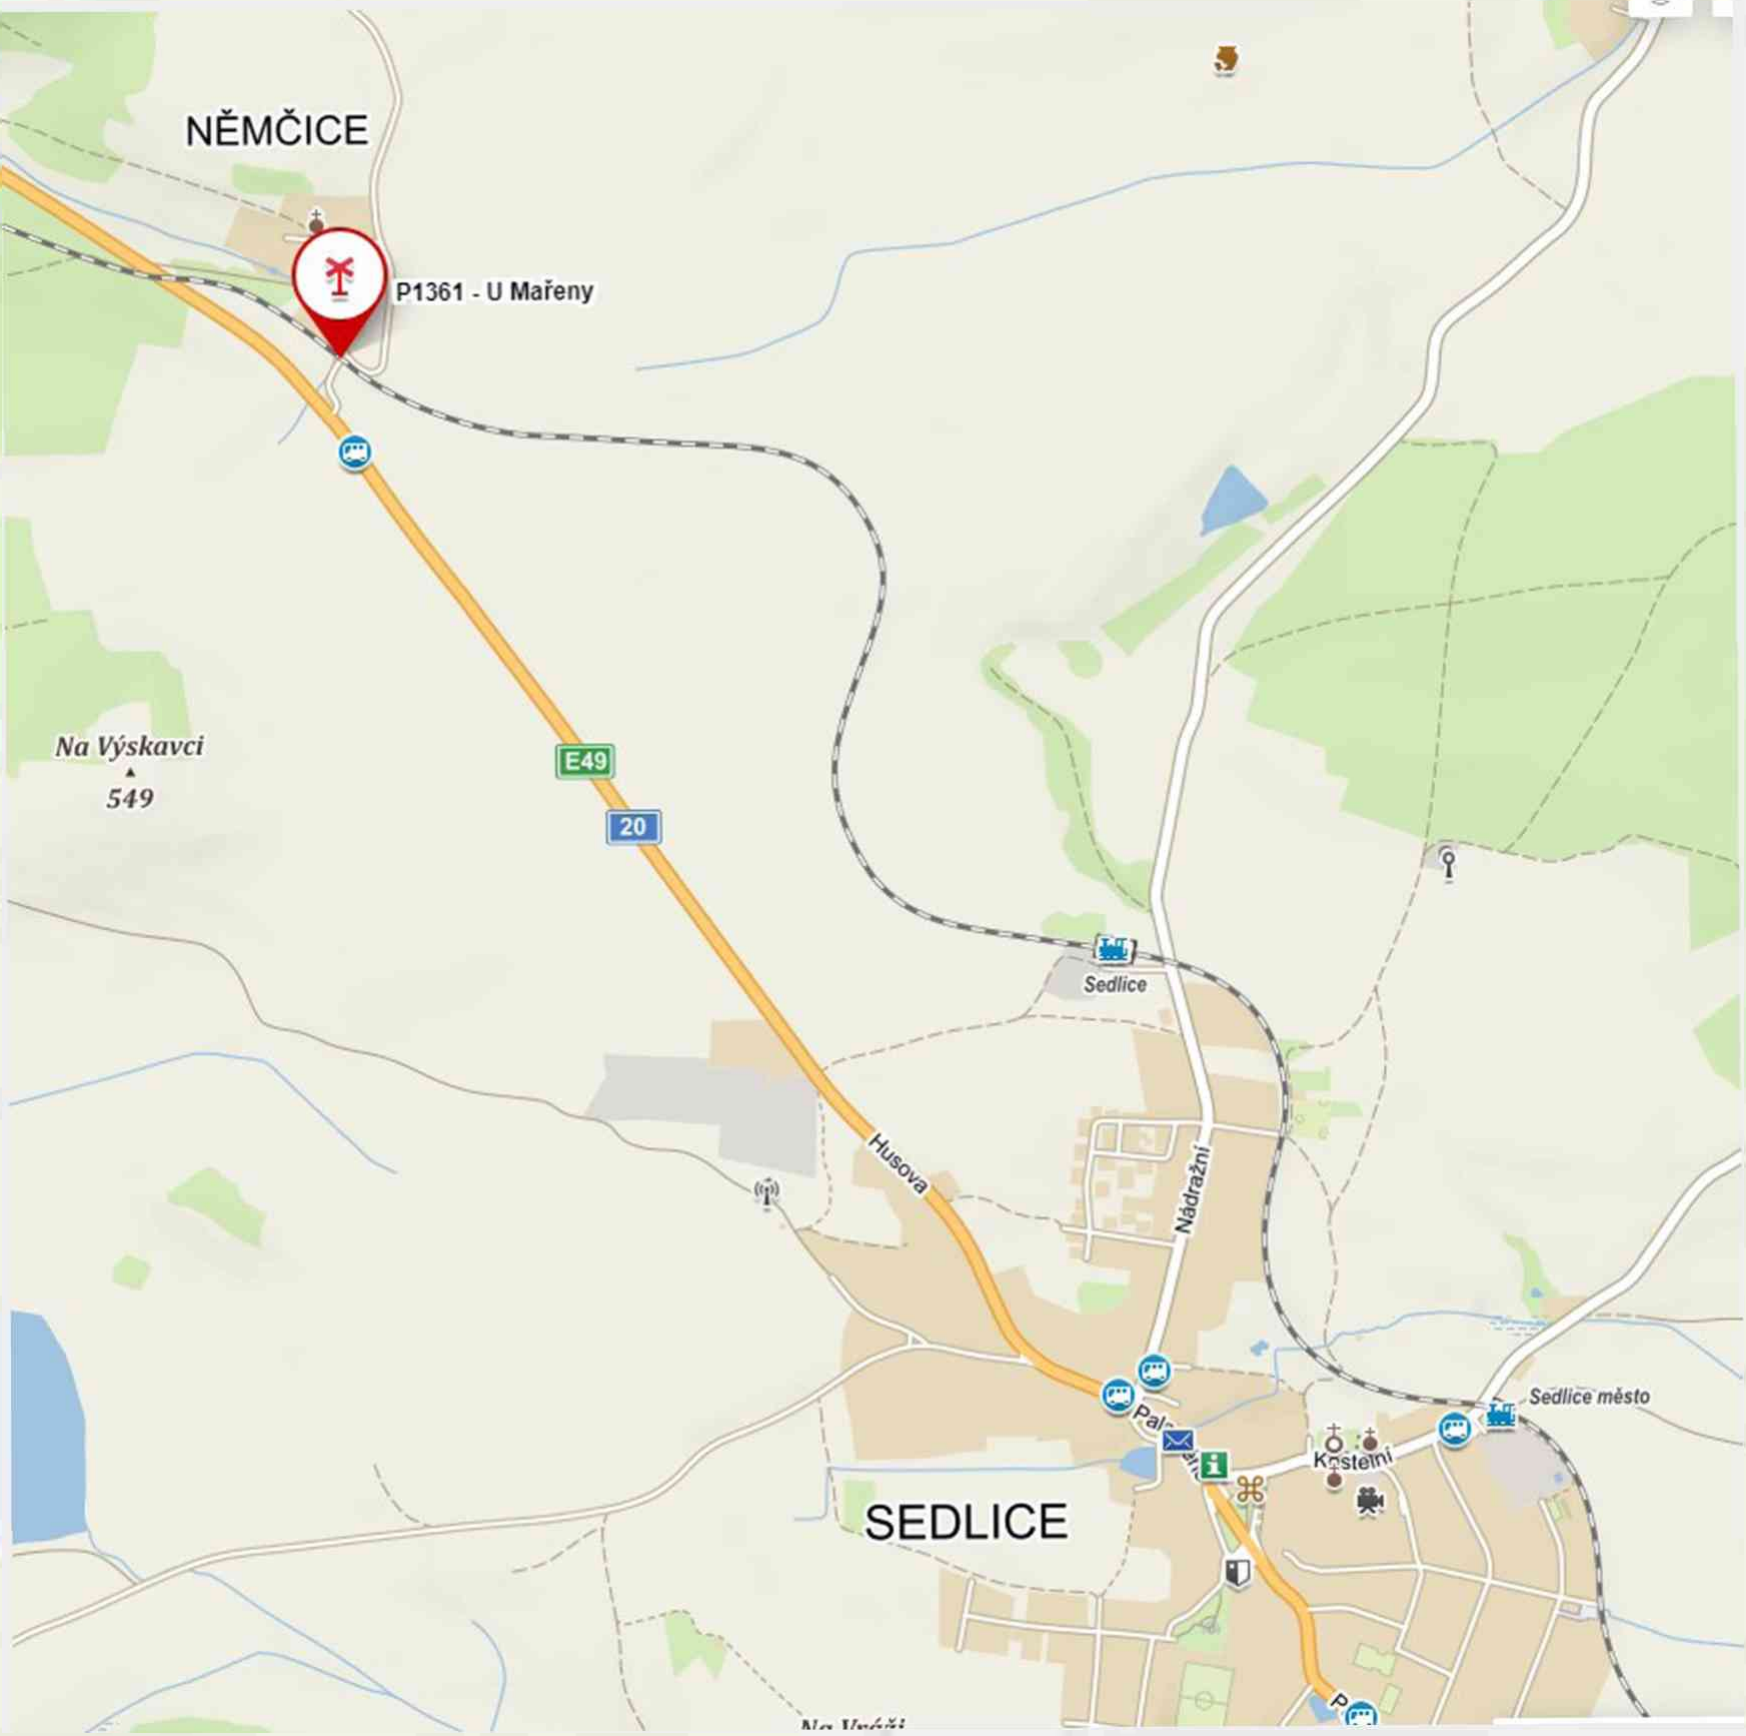 NĚMČICE
P1361 - U Mařeny
Na Výskavci
549
E49
20
Sedlice
Husova
Nádražní
Sedlice město
Kostelní
SEDLICE